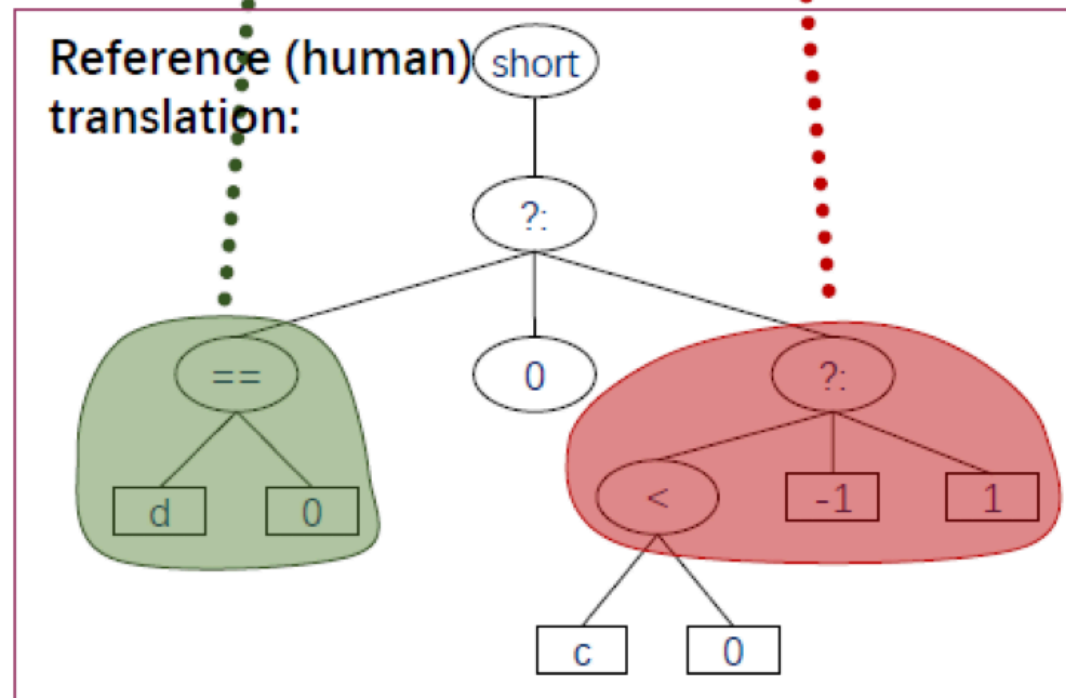 Reference (human)
translation:
short
?:
==
0
?:
d
0
<
-1
1
c
0